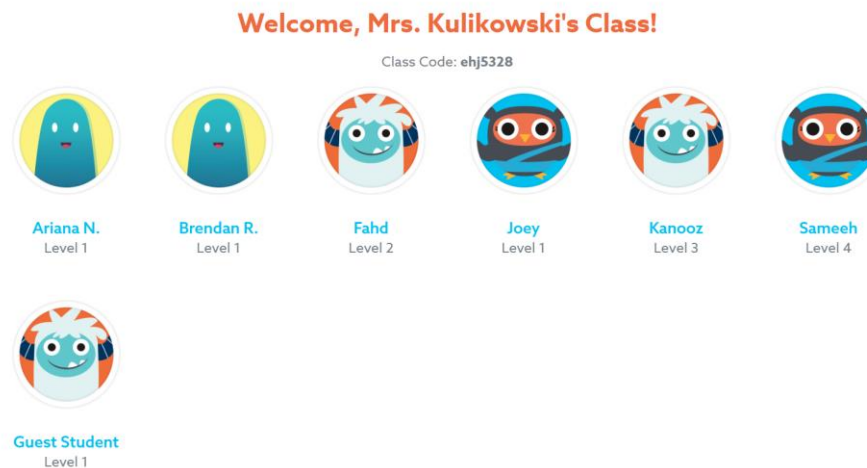 Welcome, Mrs. Kulikowski's Class!
Class Code: ehj5328
Ariana N. Brendan R. Fahd Joey Kanooz Sameeh
Level 1 Level 1 Level 2 Level 1 Level 3 Level 4
Guest Student
Level 1